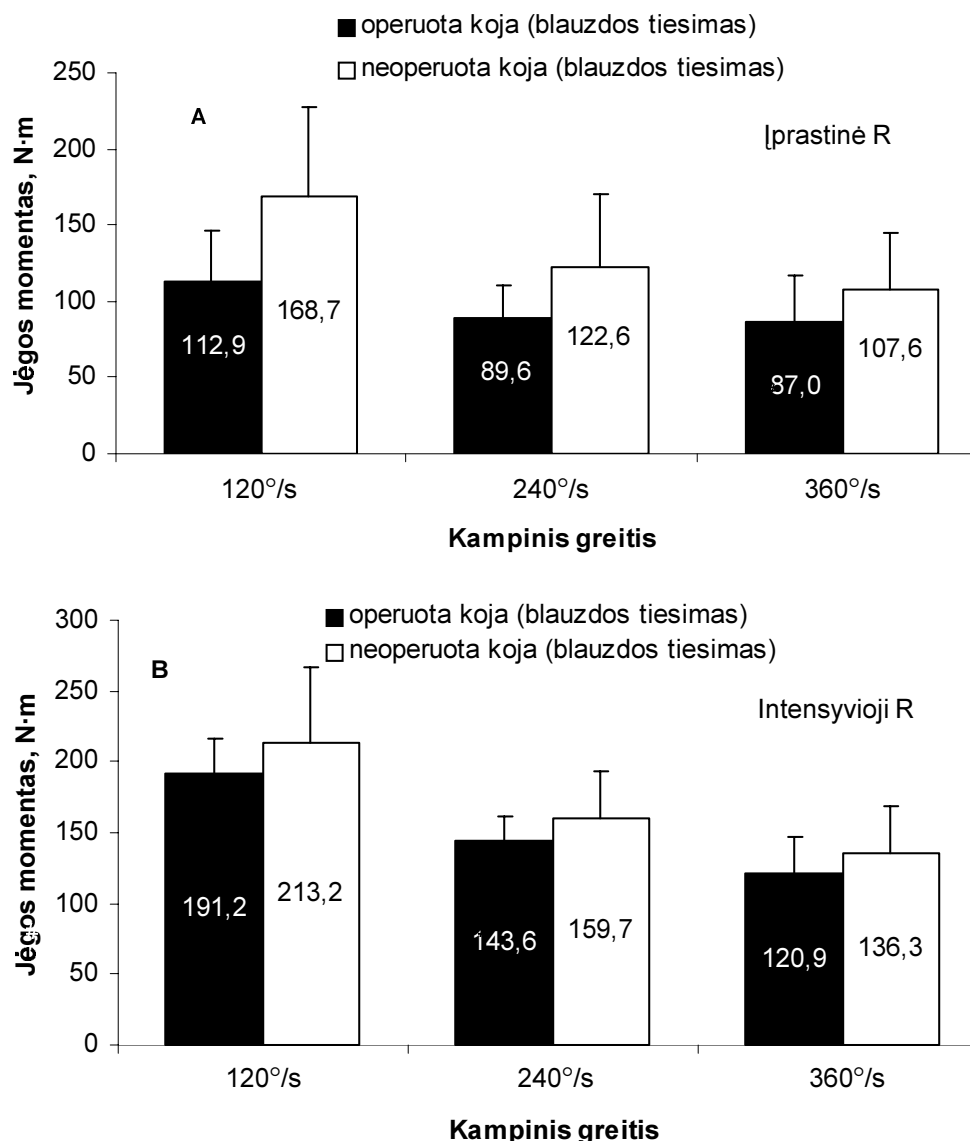 operuota koja (blauzdos tiesimas)
neoperuota koja (blauzdos tiesimas)
A
Įprastinė R
Jėgos momentas, N·m
250
200
150
100
50
0
112,9
168,7
89,6
122,6
87,0
107,6
120°/s
240°/s
360°/s
Kampinis greitis
operuota koja (blauzdos tiesimas)
neoperuota koja (blauzdos tiesimas)
B
Intensyvioji R
Jėgos momentas, N·m
300
250
200
150
100
50
0
191,2
213,2
143,6
159,7
120,9
136,3
120°/s
240°/s
360°/s
Kampinis greitis